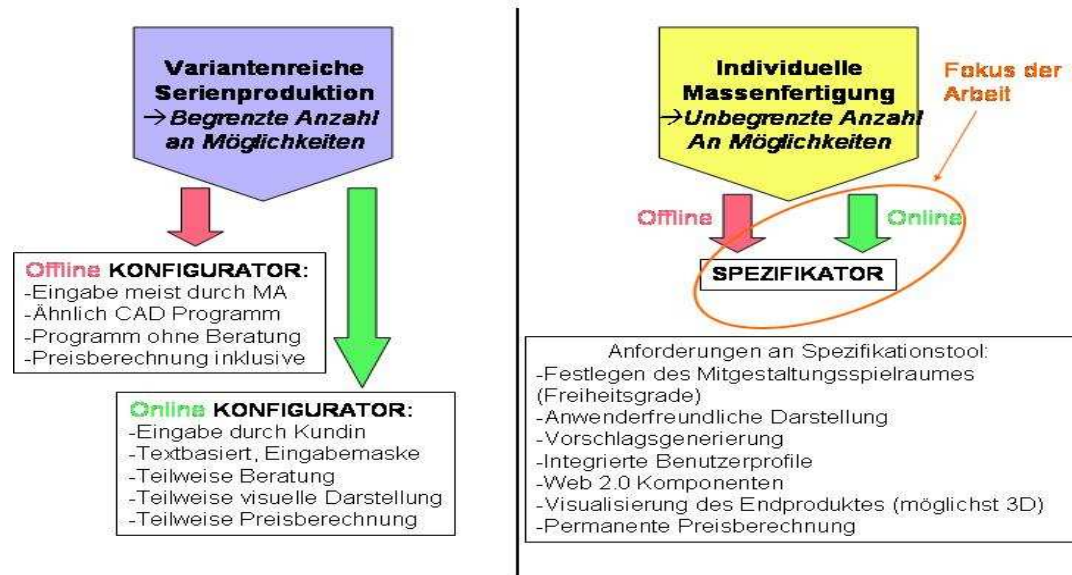 Variantenreiche
Serienproduktion
→Begrenzte Anzahl
an Möglichkeiten
Offline KONFIGURATOR:
-Eingabe meist durch MA
-Ähnlich CAD Programm
-Programm ohne Beratung
-Preisberechnung inklusive
Online KONFIGURATOR:
-Eingabe durch Kundin
-Textbasiert, Eingabemaske
-Teilweise Beratung
-Teilweise visuelle Darstellung
-Teilweise Preisberechnung
Individuelle
Massenfertigung
→Unbegrenzte Anzahl
An Möglichkeiten
Fokus der
Arbeit
Offline
Online
SPEZIFIKATOR
Anforderungen an Spezifikationstool:
-Festlegen des Mitgestaltungsspielraumes
(Freiheitsgrade)
-Anwenderfreundliche Darstellung
-Vorschlagsgenerierung
-Integrierte Benutzerprofile
-Web 2.0 Komponenten
-Visualisierung des Endproduktes (möglichst 3D)
-Permanente Preisberechnung